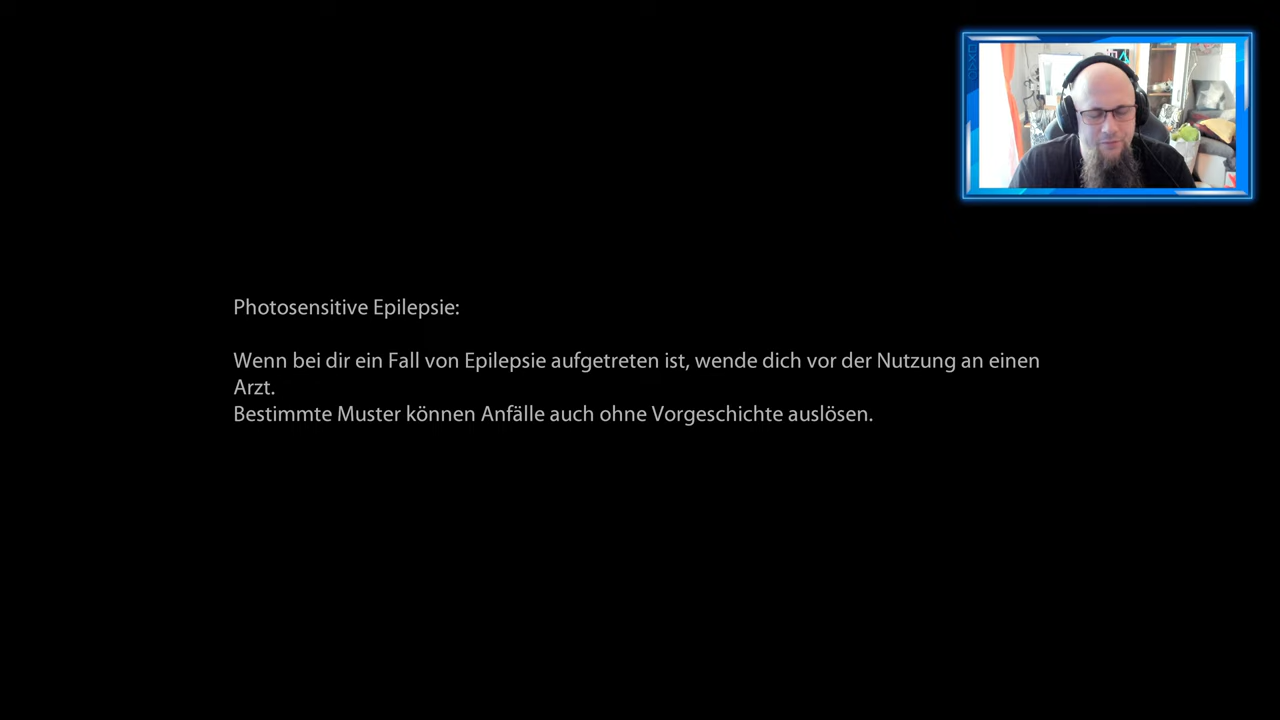 Photosensitive Epilepsie:
Wenn bei dir ein Fall von Epilepsie aufgetreten ist, wende dich vor der Nutzung an einen
Arzt.
Bestimmte Muster können Anfälle auch ohne Vorgeschichte auslösen.